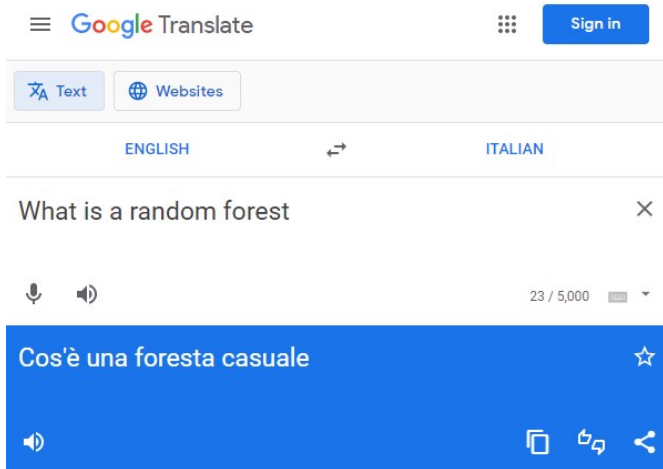 Google Translate
Sign in
Text
Websites
ENGLISH
ITALIAN
What is a random forest
23 / 5,000
Cos'è una foresta casuale